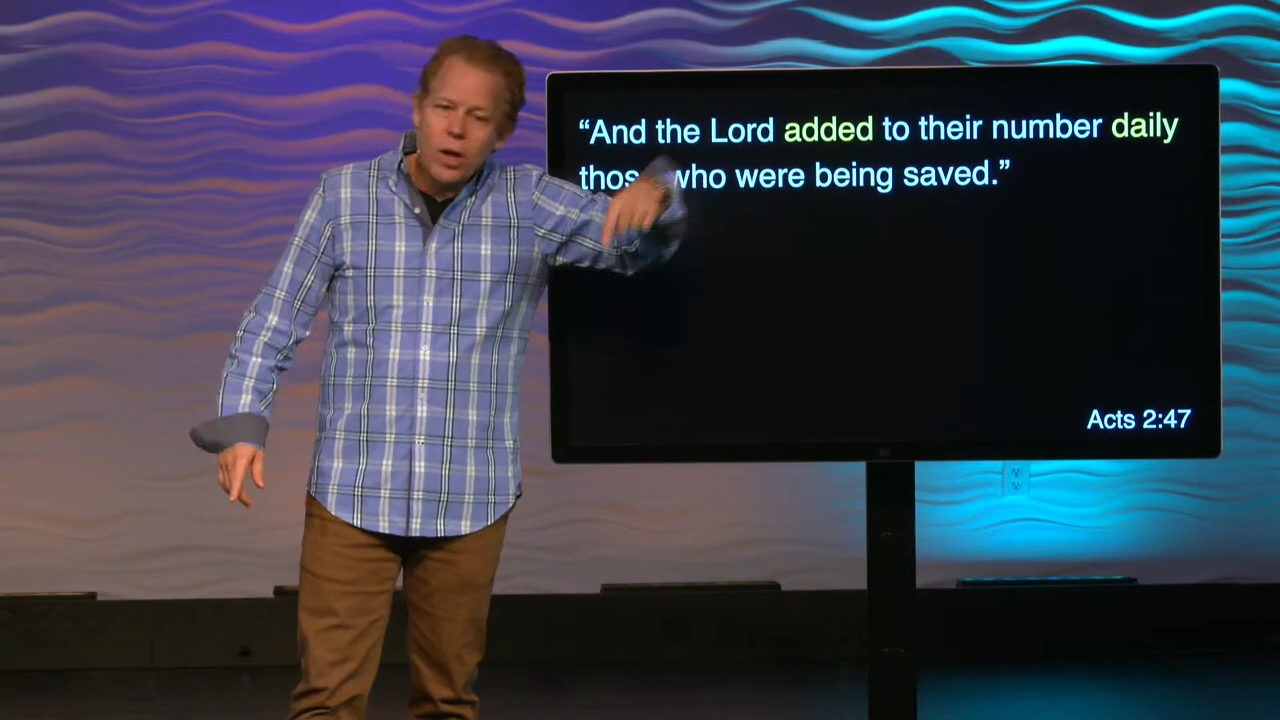 “And the Lord added to their number daily
who were being saved.”
Acts 2:47